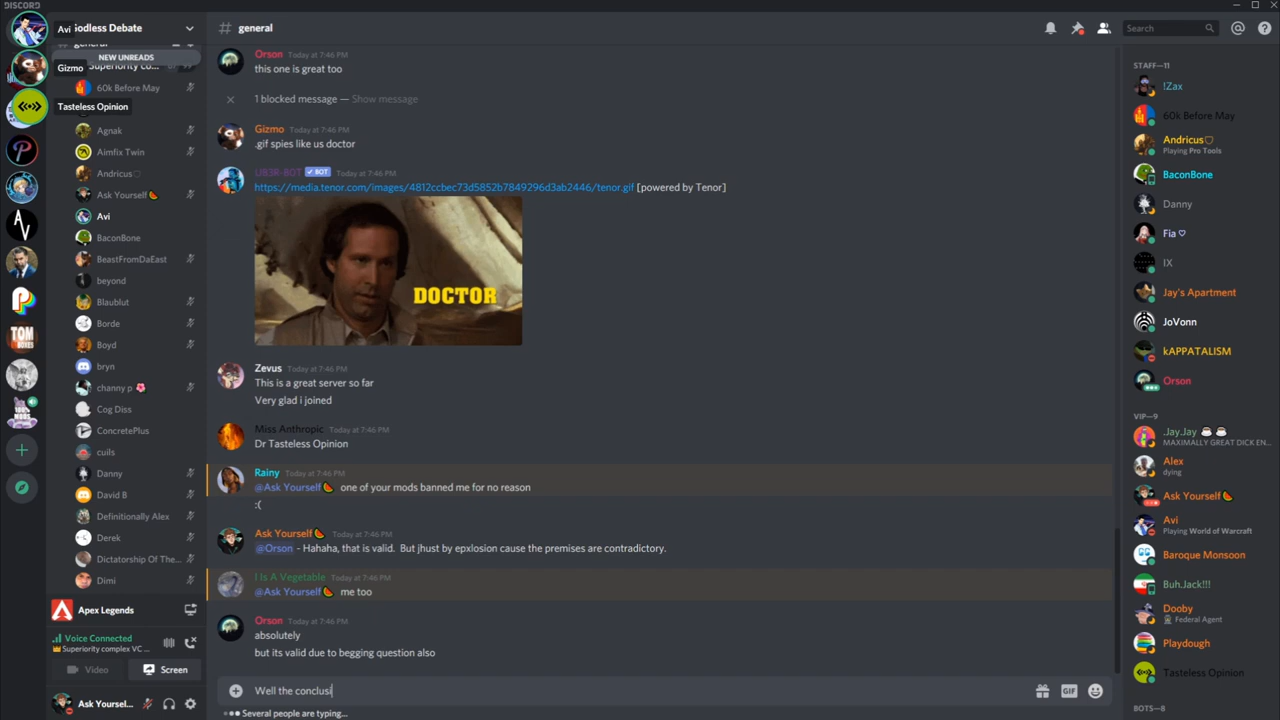 DISCORD
Avi
Godless Debate
general
NEW UNREADS
Superiority co...
Gizmo
60k Before May
Tasteless Opinion
Agnak
Aimfix Twin
Andricus♡
Ask Yourself🍉
Avi
BaconBone
BeastFromDaEast
beyond
Blaublut
Borde
Boyd
bryn
channy p 🌸
Cog Diss
ConcretePlus
cuils
Danny
David B
Definitionally Alex
Derek
Dictatorship Of The...
Dimi
Apex Legends
Voice Connected
Superiority complex VC ...
Video
Screen
Ask Yoursel...
AV
TOM
BOXES
# general
Search
Orson Today at 7:46 PM
this one is great too
1 blocked message — Show message
Gizmo Today at 7:46 PM
.gif spies like us doctor
UB3R-B0T ✓ BOT Today at 7:46 PM
https://media.tenor.com/images/4812ccbec73d5852b7849296d3ab2446/tenor.gif [powered by Tenor]
DOCTOR
Zevus Today at 7:46 PM
This is a great server so far
Very glad i joined
Miss Anthropic Today at 7:46 PM
Dr Tasteless Opinion
Rainy Today at 7:46 PM
@Ask Yourself🍉 one of your mods banned me for no reason
:(
Ask Yourself🍉 Today at 7:46 PM
@Orson - Hahaha, that is valid. But jhust by epxlosion cause the premises are contradictory.
I Is A Vegetable Today at 7:46 PM
@Ask Yourself🍉 me too
Orson Today at 7:46 PM
absolutely
but its valid due to begging question also
Well the conclusi
GIF
Several people are typing...
STAFF—11
!Zax
60k Before May
Andricus♡
Playing Pro Tools
BaconBone
Danny
Fia ♡
IX
Jay's Apartment
JoVonn
kAPPATALISM
Orson
VIP—9
.Jay.Jay ☕☕
MAXIMALLY GREAT DICK EN...
Alex
dying
Ask Yourself🍉
Avi
Playing World of Warcraft
Baroque Monsoon
Buh.Jack!!!
Dooby
Federal Agent
Playdough
Tasteless Opinion
BOTS—8